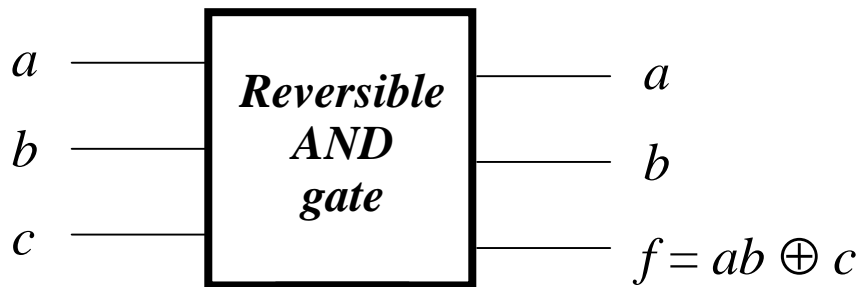 a
b
c
Reversible
AND
gate
a
b
f = ab ⊕ c